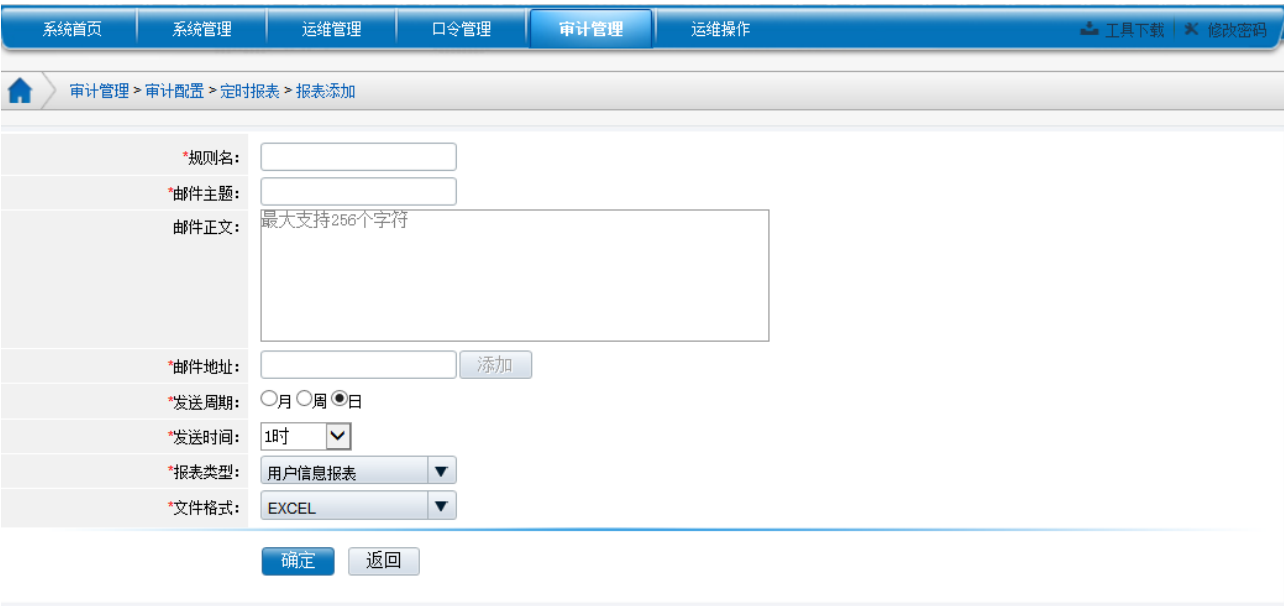 系统首页 系统管理 运维管理 口令管理 审计管理 运维操作 工具下载 修改密码
审计管理 > 审计配置 > 定时报表 > 报表添加
*规则名：
*邮件主题：
邮件正文： 最大支持256个字符
*邮件地址： 添加
*发送周期： 月 周 日
*发送时间： 1时
*报表类型： 用户信息报表
*文件格式： EXCEL
确定 返回